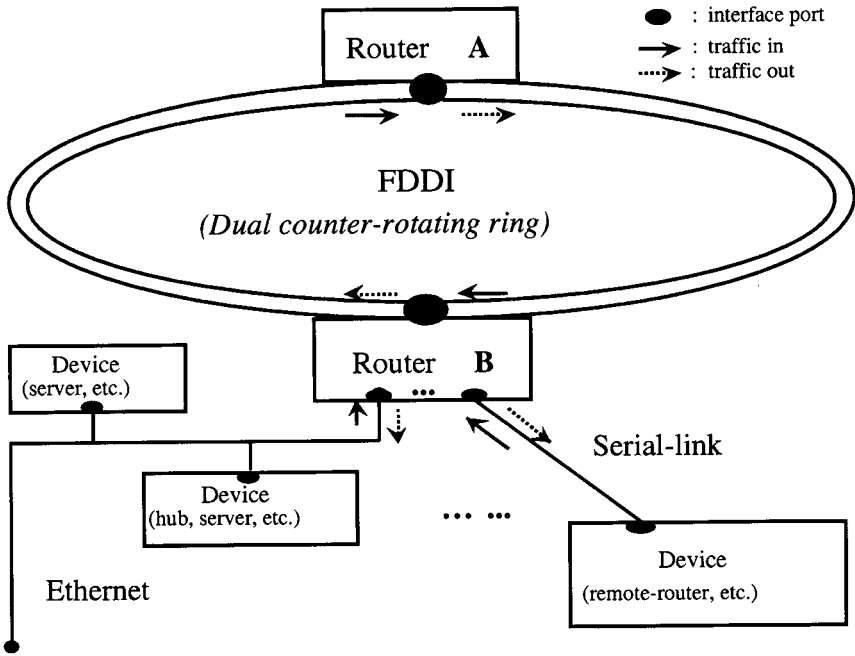 : interface port
: traffic in
: traffic out
Router A
FDDI
(Dual counter-rotating ring)
Router B
...
Device
(server, etc.)
Serial-link
Device
(hub, server, etc.)
... ...
Device
(remote-router, etc.)
Ethernet